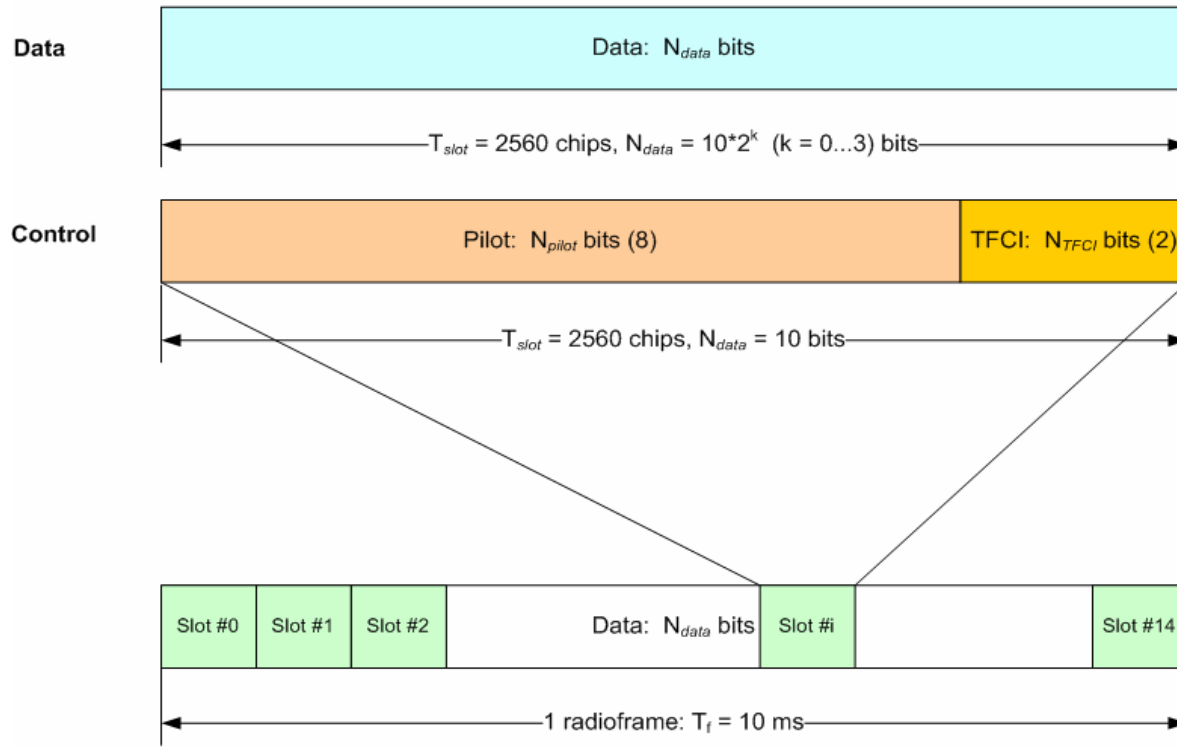 Data
Data: N_data bits
T_slot = 2560 chips, N_data = 10*2^k (k = 0...3) bits
Control
Pilot: N_pilot bits (8)
TFCI: N_TFCI bits (2)
T_slot = 2560 chips, N_data = 10 bits
Slot #0
Slot #1
Slot #2
Data: N_data bits
Slot #i
Slot #14
1 radioframe: T_f = 10 ms